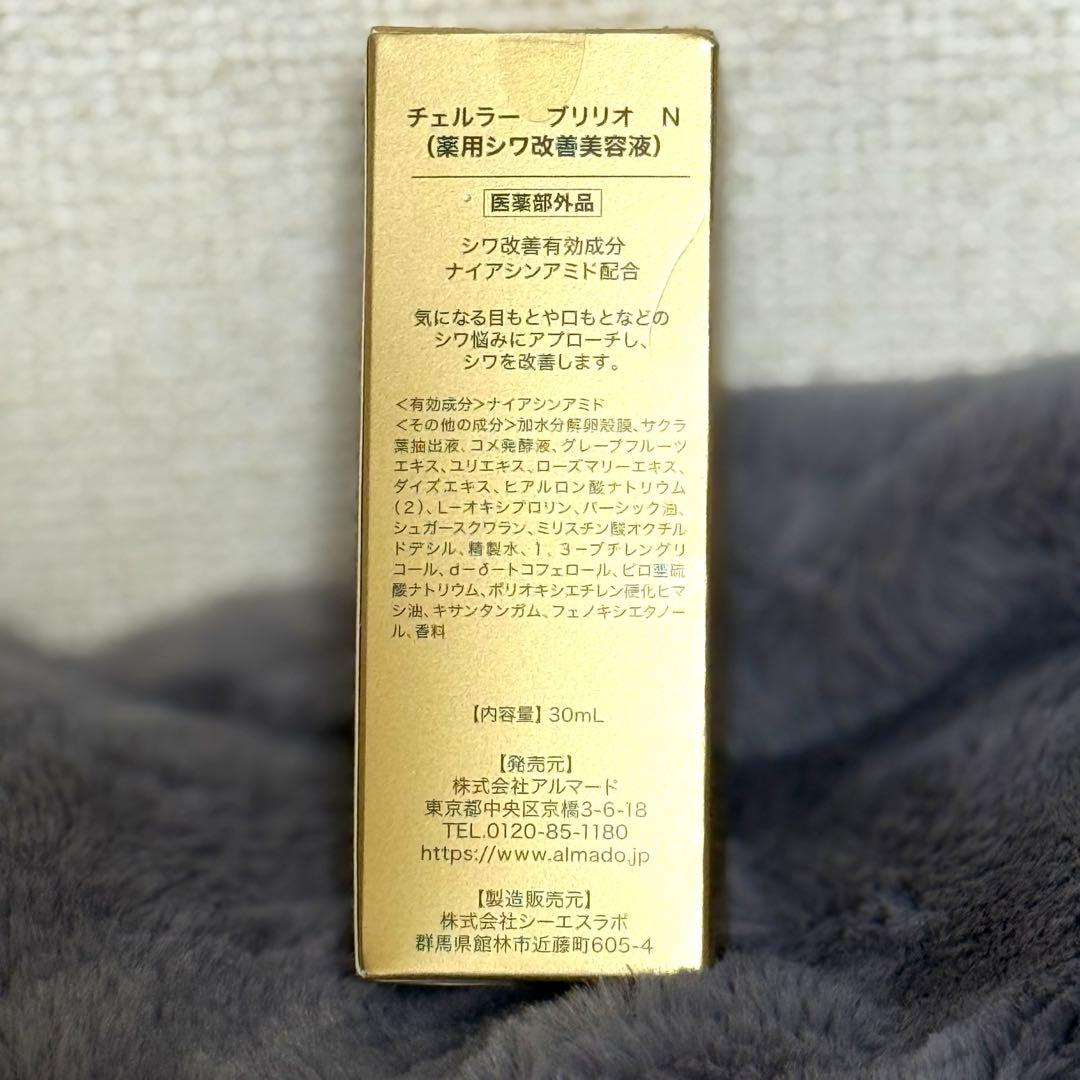 チェルラー ブリリオ N
(薬用シワ改善美容液)
医薬部外品
シワ改善有効成分
ナイアシンアミド配合
気になる目もとや口もとなどの
シワ悩みにアプローチし、
シワを改善します。
<有効成分>ナイアシンアミド
<その他の成分>加水分解卵殻膜、サクラ
葉抽出液、コメ発酵液、グレープフルーツ
エキス、ユリエキス、ローズマリーエキス、
ダイズエキス、ヒアルロン酸ナトリウム
(2)、L-オキシプロリン、パーシック油、
シュガースクワラン、ミリスチン酸オクチル
ドデシル、精製水、1,3-ブチレングリ
コール、d-δ-トコフェロール、ピロ亜硫
酸ナトリウム、ポリオキシエチレン硬化ヒマ
シ油、キサンタンガム、フェノキシエタノー
ル、香料
【内容量】30mL
【発売元】
株式会社アルマード
東京都中央区京橋3-6-18
TEL.0120-85-1180
https://www.almado.jp
【製造販売元】
株式会社シーエスラボ
群馬県館林市近藤町605-4